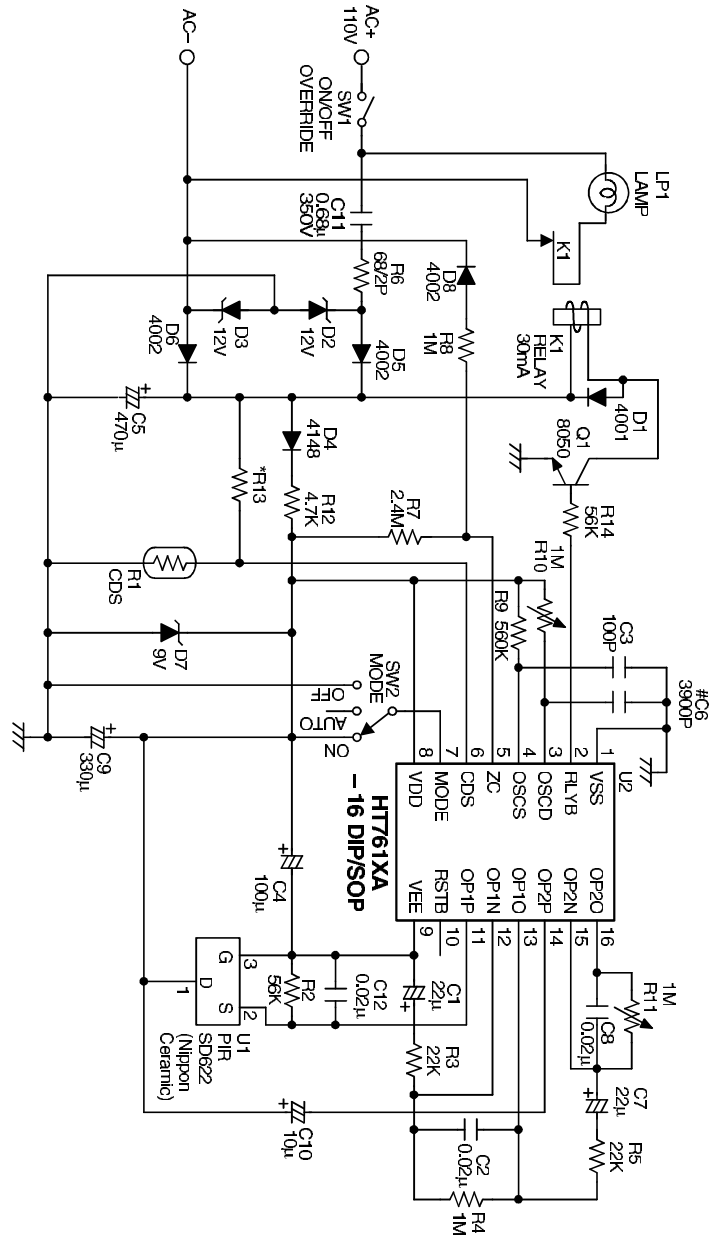 AC+
110V
AC−
SW1
ON/OFF
OVERRIDE
LP1
LAMP
K1
C11
0.68µ
350V
R6
68/2P
D8
4002
R8
1M
K1
RELAY
30mA
D1
4001
Q1
8050
D6
4002
D3
12V
D2
12V
D5
4002
C5
470µ
*R13
D4
4148
R12
4.7K
R7
2.4M
R14
56K
1M
R10
R9
560K
C3
100P
#C6
3900P
R1
CDS
D7
9V
SW2
MODE
OFF
AUTO
ON
C9
330µ
U2
1
2
3
4
5
6
7
8
VSS
RLYB
OSCD
OSCS
ZC
CDS
MODE
VDD
OP2O
OP2N
OP2P
OP1O
OP1N
OP1P
RSTB
VEE
16
15
14
13
12
11
10
9
HT761XA
− 16 DIP/SOP
C4
100µ
1M
R11
C8
0.02µ
C7
22µ
R5
22K
C1
22µ
R3
22K
C12
0.02µ
R2
56K
C2
0.02µ
R4
1M
G
D
S
3
1
2
U1
PIR
SD622
(Nippon
Ceramic)
C10
10µ